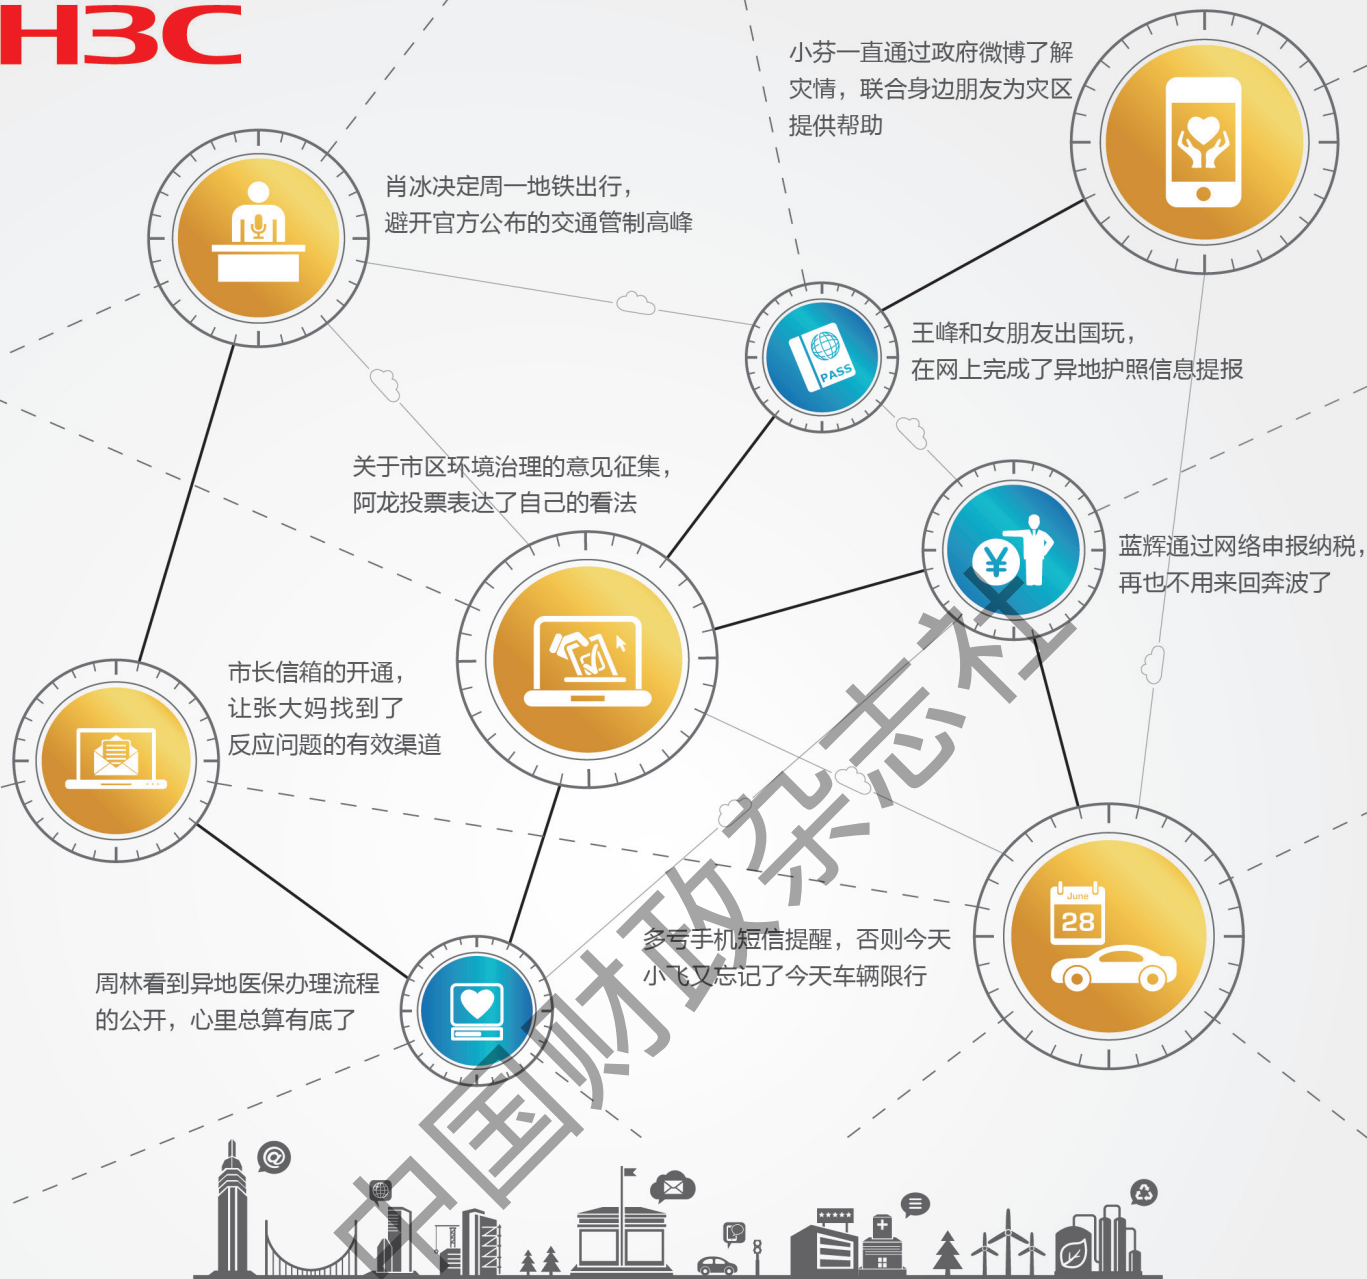 H3C
小芬一直通过政府微博了解
灾情，联合身边朋友为灾区
提供帮助
肖冰决定周一地铁出行，
避开官方公布的交通管制高峰
王峰和女朋友出国玩，
在网上完成了异地护照信息提报
PASS
关于市区环境治理的意见征集，
阿龙投票表达了自己的看法
蓝辉通过网络申报纳税，
再也不用来回奔波了
¥
市长信箱的开通，
让张大妈找到了
反应问题的有效渠道
June
28
多亏手机短信提醒，否则今天
小飞又忘记了今天车辆限行
周林看到异地医保办理流程
的公开，心里总算有底了
中国财政杂志社
@